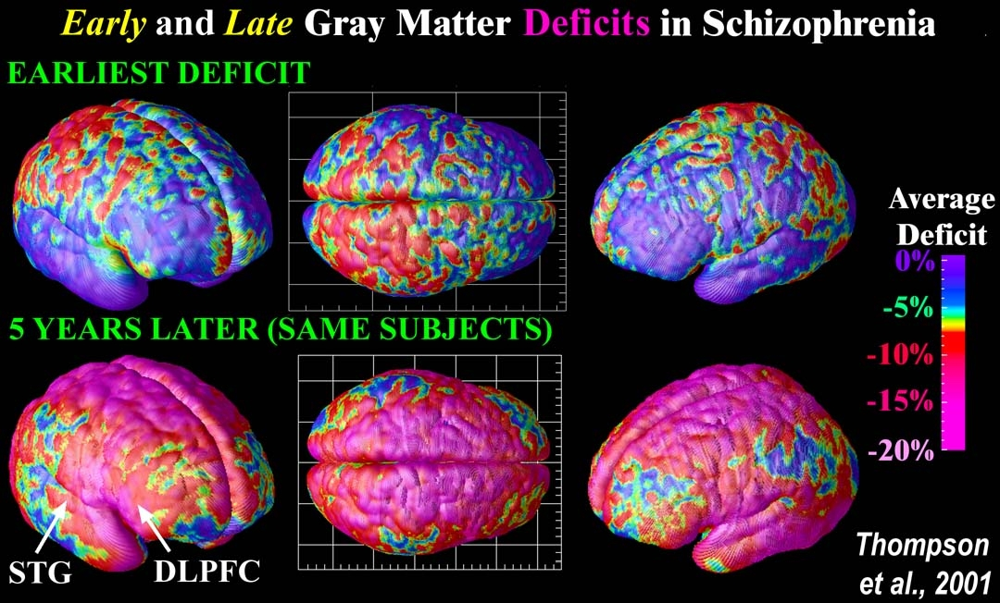 Early and Late Gray Matter Deficits in Schizophrenia
EARLIEST DEFICIT
Average
Deficit
0%
-5%
-10%
-15%
-20%
5 YEARS LATER (SAME SUBJECTS)
STG
DLPFC
Thompson
et al., 2001